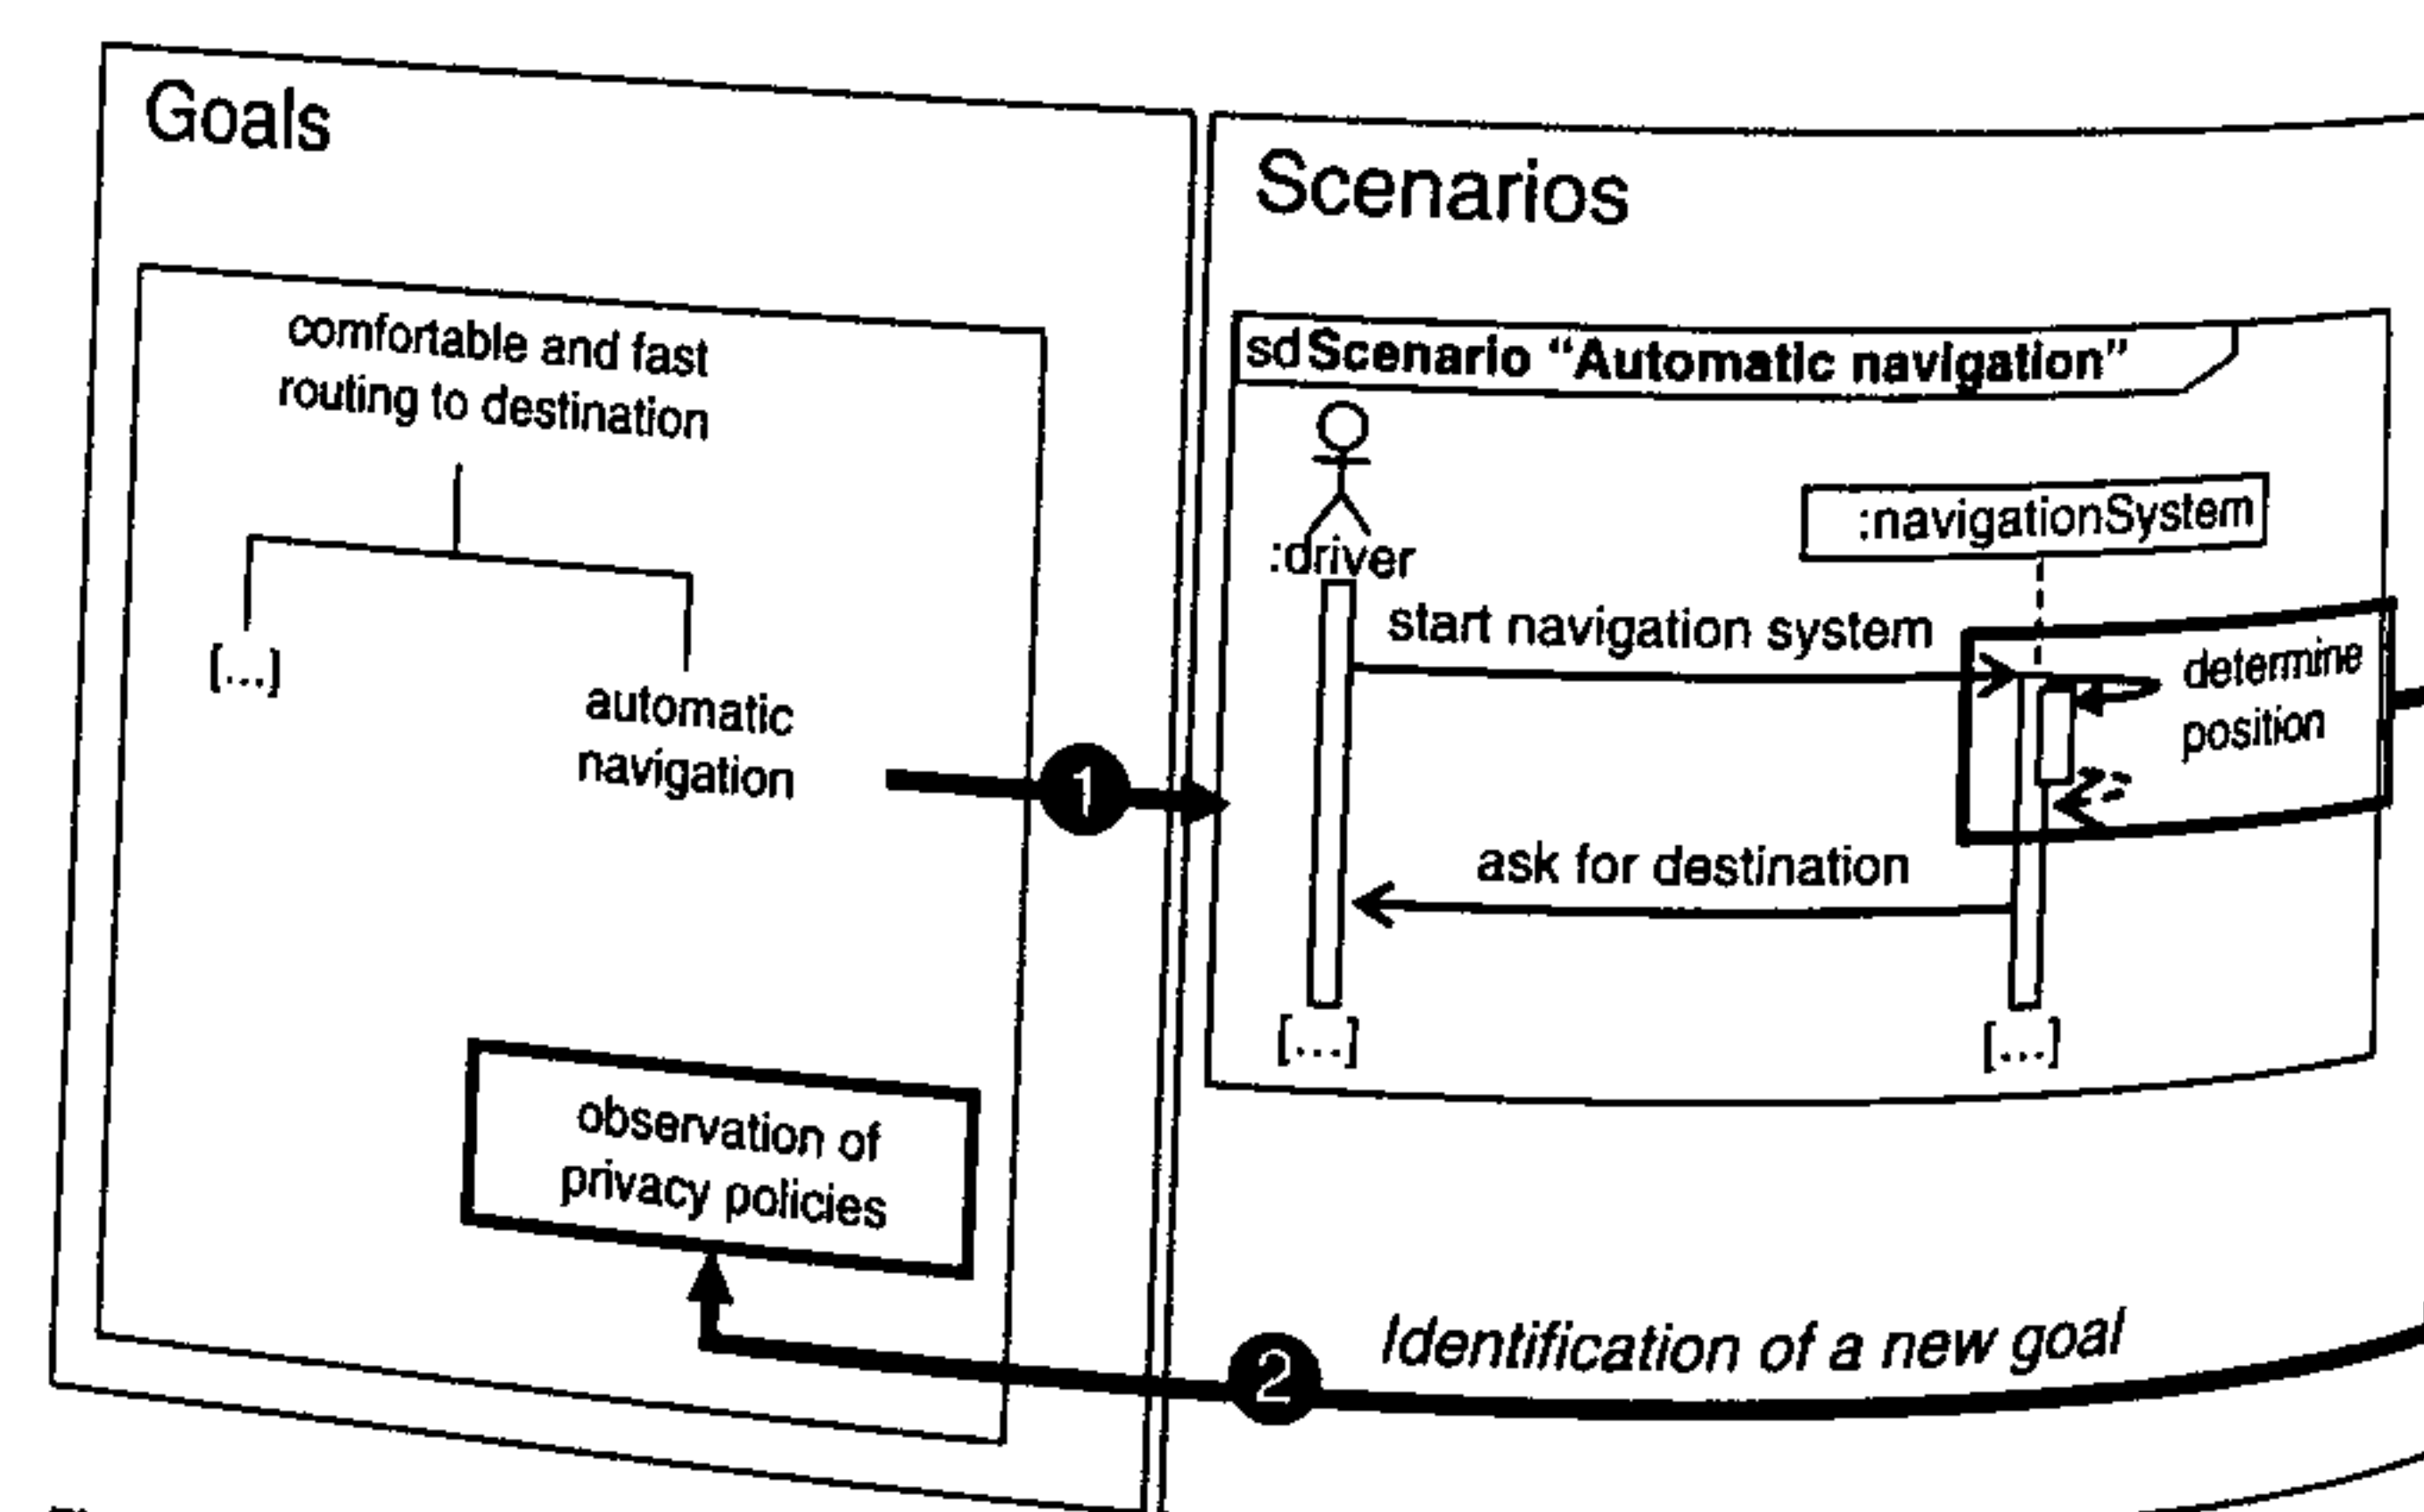 Goals
comfortable and fast
routing to destination
[...]
automatic
navigation
1
observation of
privacy policies
Scenarios
sd Scenario “Automatic navigation”
:driver
:navigationSystem
start navigation system
determine
position
ask for destination
[...]
[...]
2
Identification of a new goal